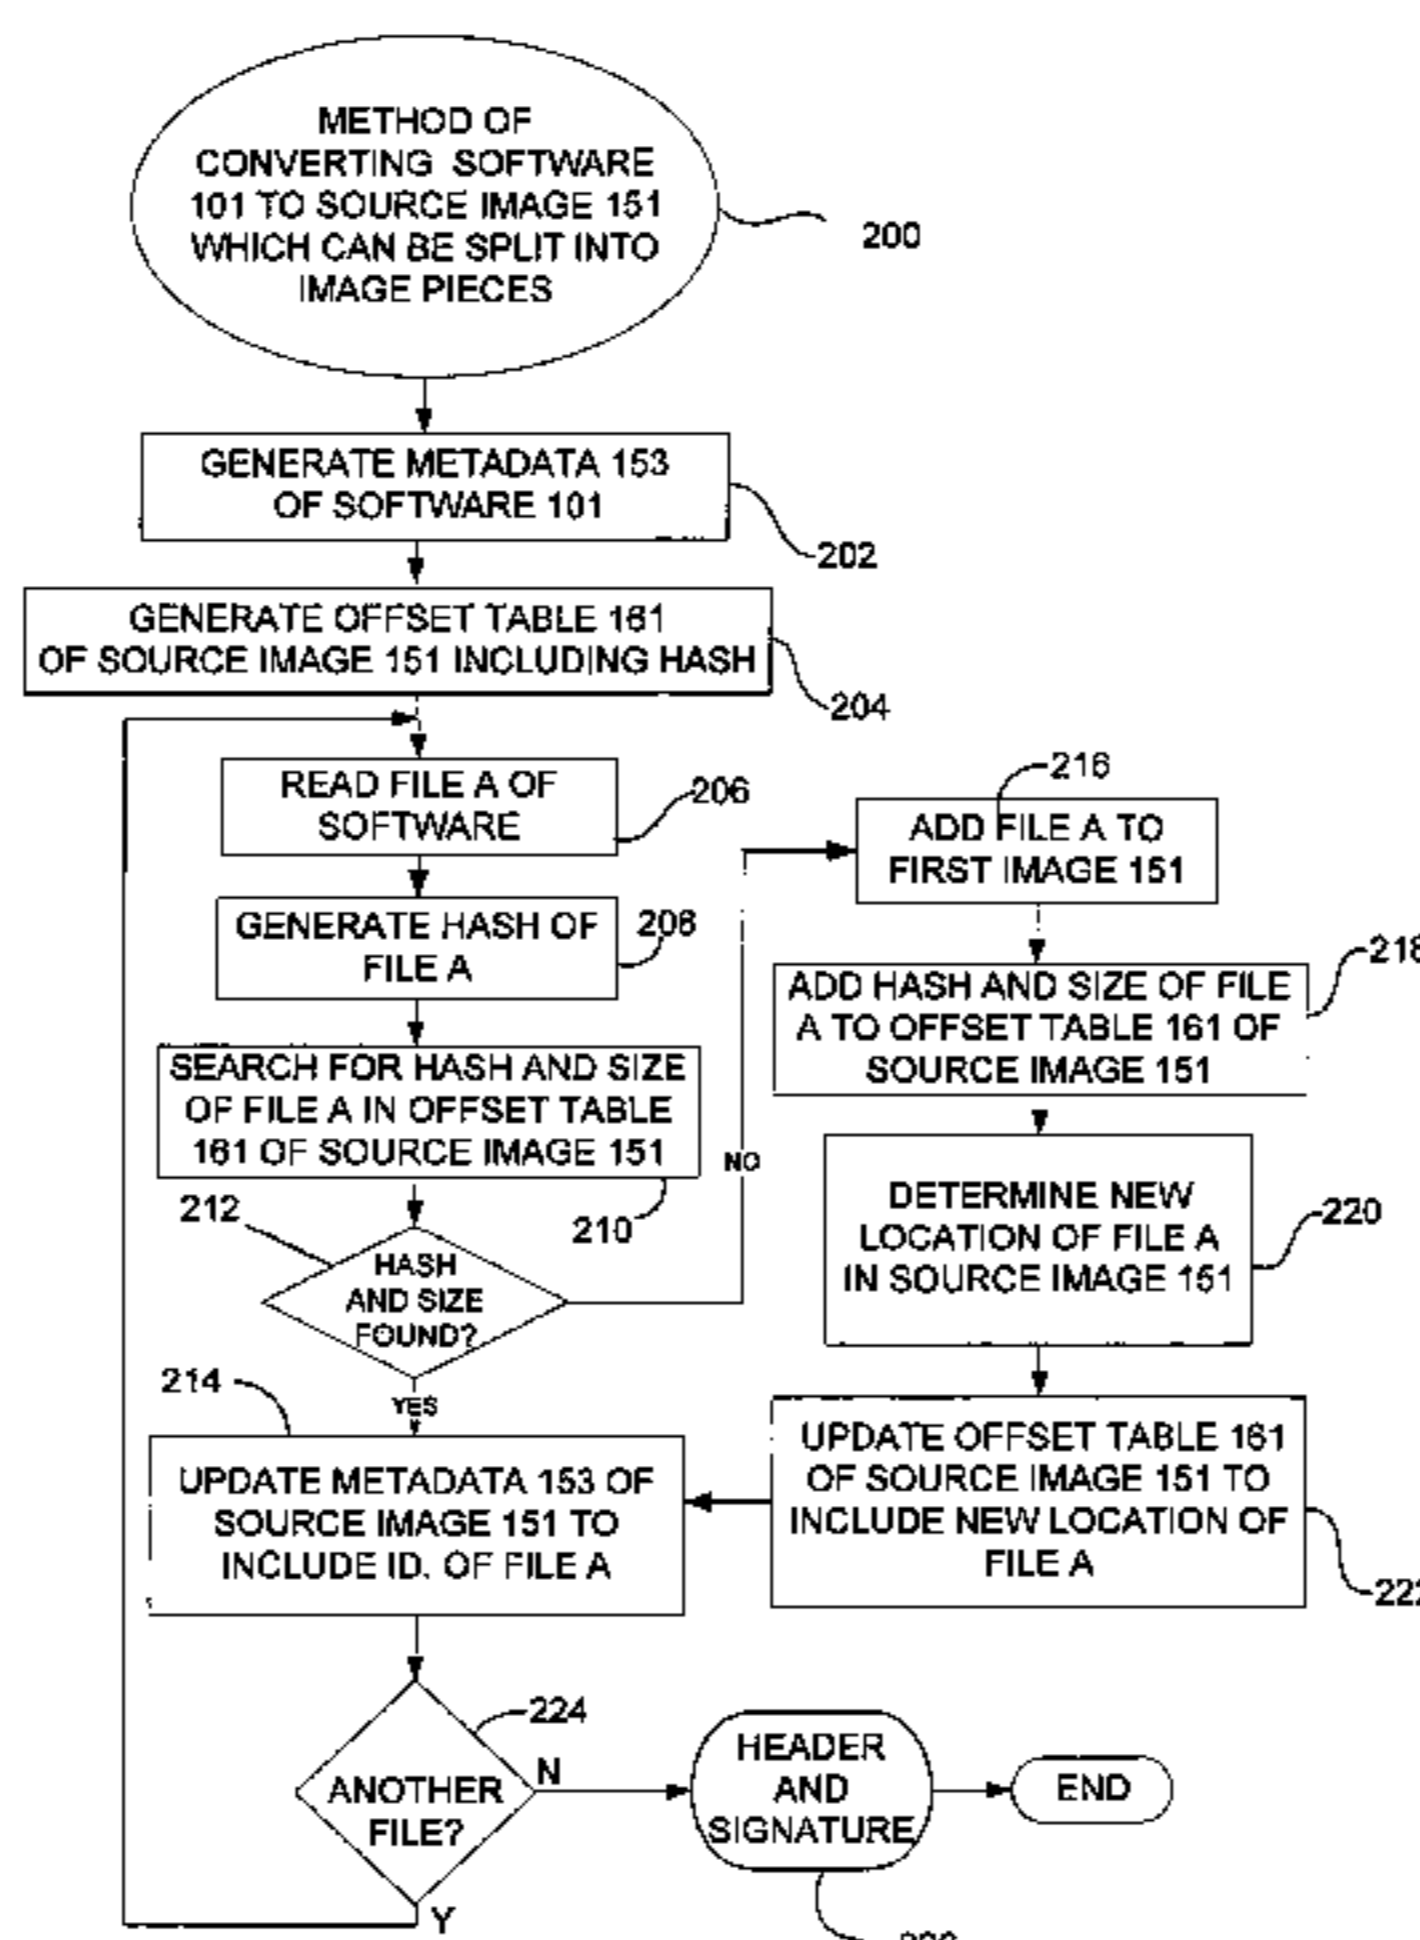 METHOD OF
CONVERTING SOFTWARE
101 TO SOURCE IMAGE 151
WHICH CAN BE SPLIT INTO
IMAGE PIECES
200
GENERATE METADATA 153
OF SOFTWARE 101
202
GENERATE OFFSET TABLE 161
OF SOURCE IMAGE 151 INCLUDING HASH
204
READ FILE A OF
SOFTWARE
206
GENERATE HASH OF
FILE A
208
SEARCH FOR HASH AND SIZE
OF FILE A IN OFFSET TABLE
161 OF SOURCE IMAGE 151
210
212
HASH
AND SIZE
FOUND?
NO
YES
216
ADD FILE A TO
FIRST IMAGE 151
218
ADD HASH AND SIZE OF FILE
A TO OFFSET TABLE 161 OF
SOURCE IMAGE 151
DETERMINE NEW
LOCATION OF FILE A
IN SOURCE IMAGE 151
220
UPDATE OFFSET TABLE 161
OF SOURCE IMAGE 151 TO
INCLUDE NEW LOCATION OF
FILE A
222
214
UPDATE METADATA 153 OF
SOURCE IMAGE 151 TO
INCLUDE ID. OF FILE A
224
ANOTHER
FILE?
N
Y
HEADER
AND
SIGNATURE
END